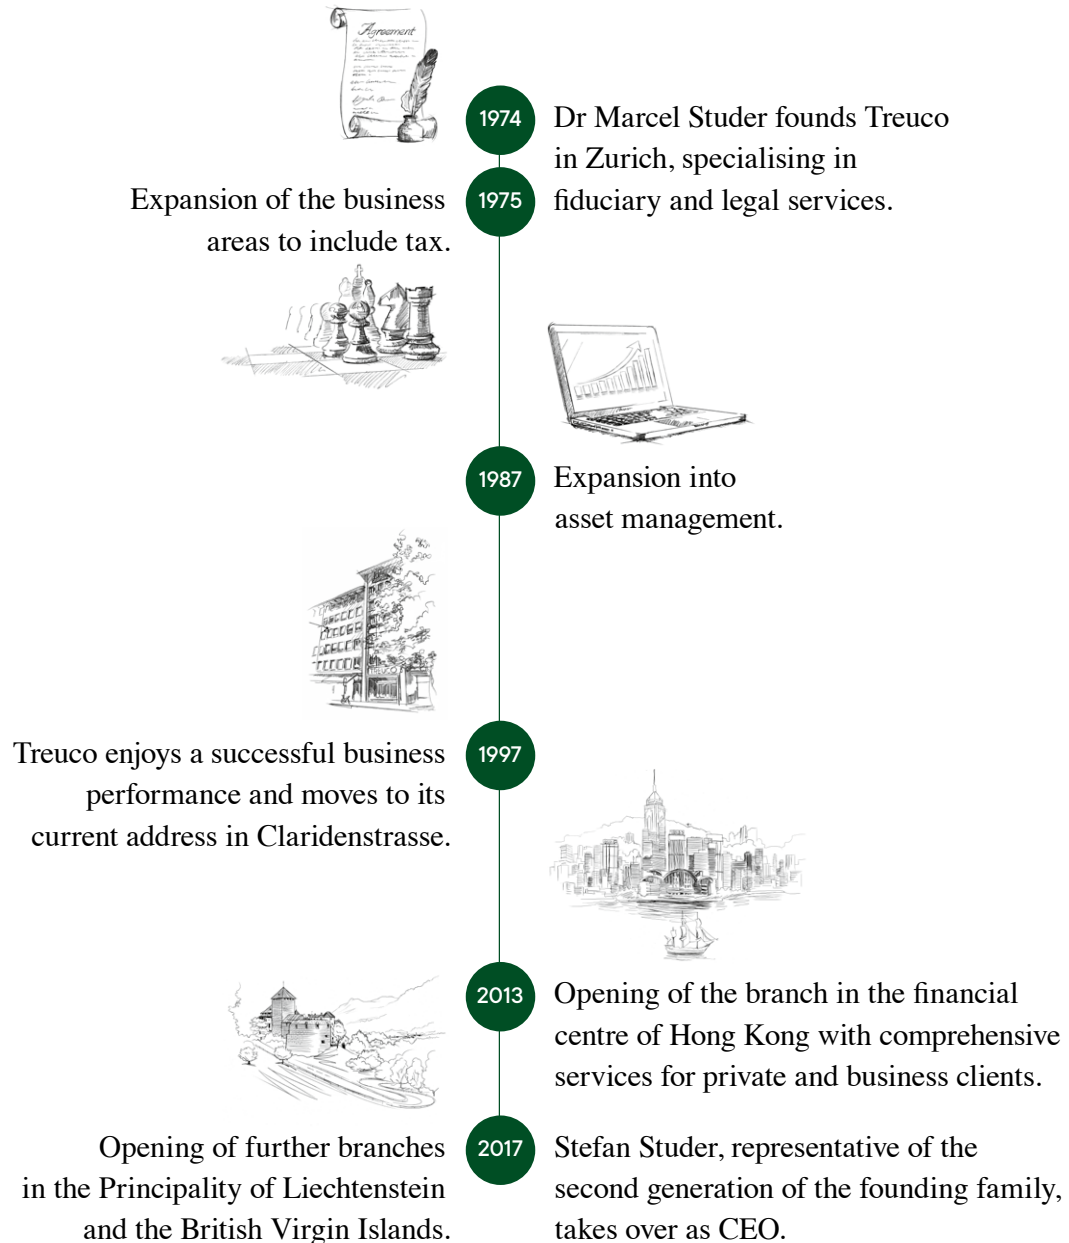 Agreement
1974
Dr Marcel Studer founds Treuco
in Zurich, specialising in
fiduciary and legal services.
1975
Expansion of the business
areas to include tax.
1987
Expansion into
asset management.
1997
Treuco enjoys a successful business
performance and moves to its
current address in Claridenstrasse.
2013
Opening of the branch in the financial
centre of Hong Kong with comprehensive
services for private and business clients.
2017
Opening of further branches
in the Principality of Liechtenstein
and the British Virgin Islands.
Stefan Studer, representative of the
second generation of the founding family,
takes over as CEO.